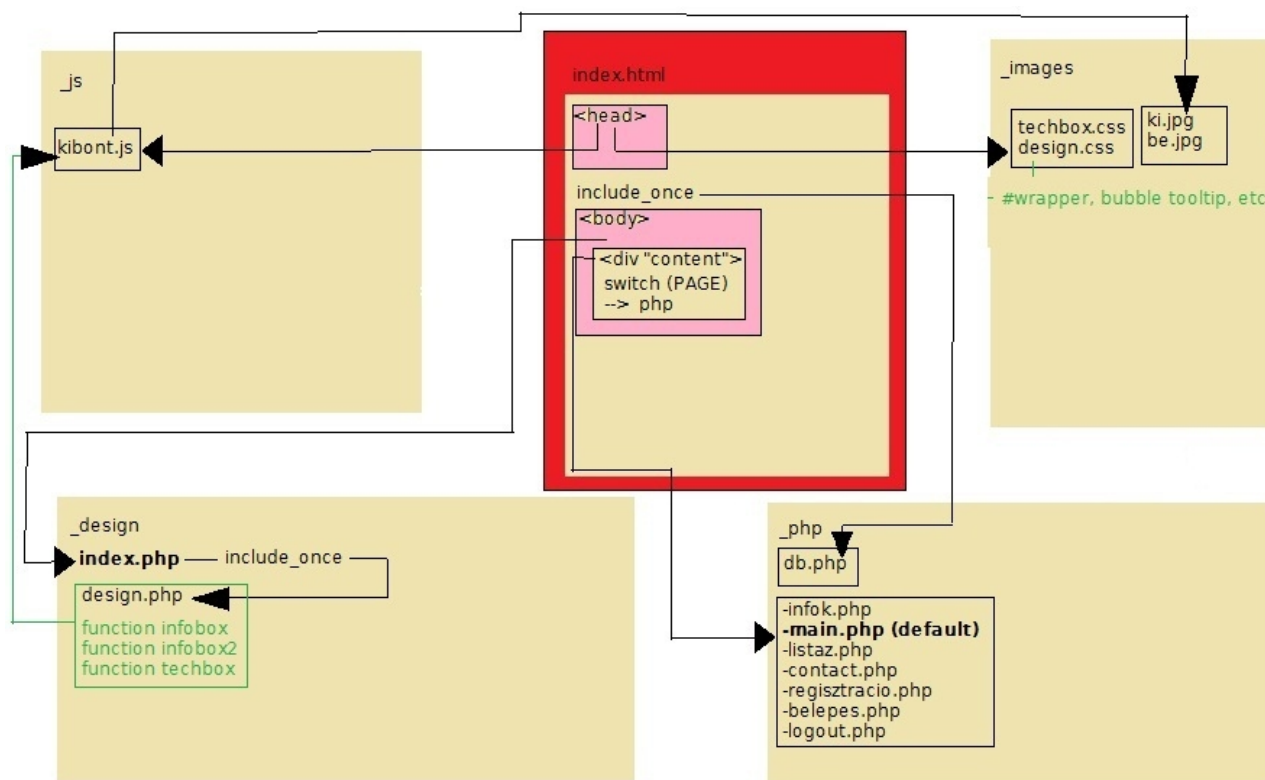 _js
kibont.js
index.html
<head>
include_once
<body>
<div "content">
switch (PAGE)
--> php
_images
techbox.css
design.css
ki.jpg
be.jpg
#wrapper, bubble tooltip, etc
_design
index.php
include_once
design.php
function infobox
function infobox2
function techbox
_php
db.php
-infok.php
-main.php (default)
-listaz.php
-contact.php
-regisztracio.php
-belepes.php
-logout.php